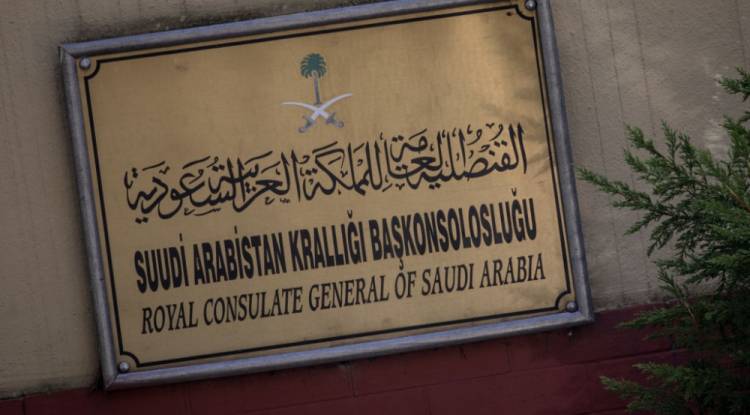 القنصلية العامة للمملكة العربية السعودية
SUUDİ ARABİSTAN KRALLIĞI BAŞKONSOLOSLUĞU
ROYAL CONSULATE GENERAL OF SAUDI ARABIA